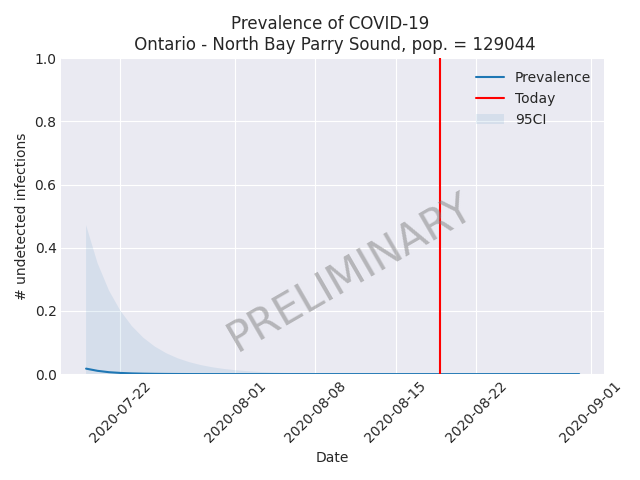 Prevalence of COVID-19
Ontario - North Bay Parry Sound, pop. = 129044
# undetected infections
1.0
0.8
0.6
0.4
0.2
0.0
Prevalence
Today
95CI
PRELIMINARY
2020-07-22
2020-08-01
2020-08-08
2020-08-15
2020-08-22
2020-09-01
Date